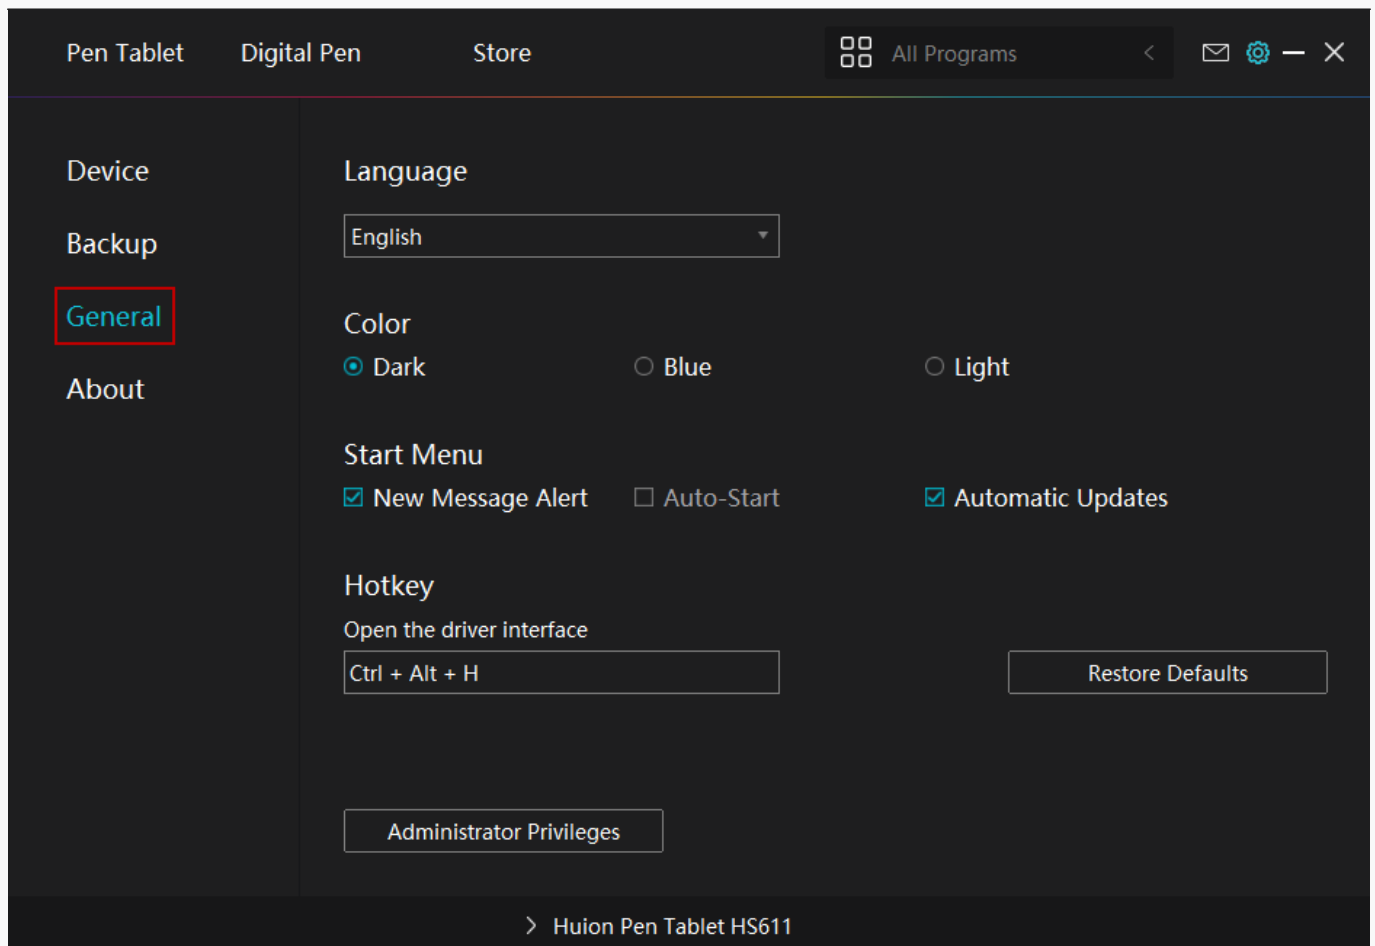 Pen Tablet Digital Pen Store All Programs
Device
Backup
General
About
Language
English
Color
Dark Blue Light
Start Menu
New Message Alert Auto-Start Automatic Updates
Hotkey
Open the driver interface
Ctrl + Alt + H Restore Defaults
Administrator Privileges
Huion Pen Tablet HS611